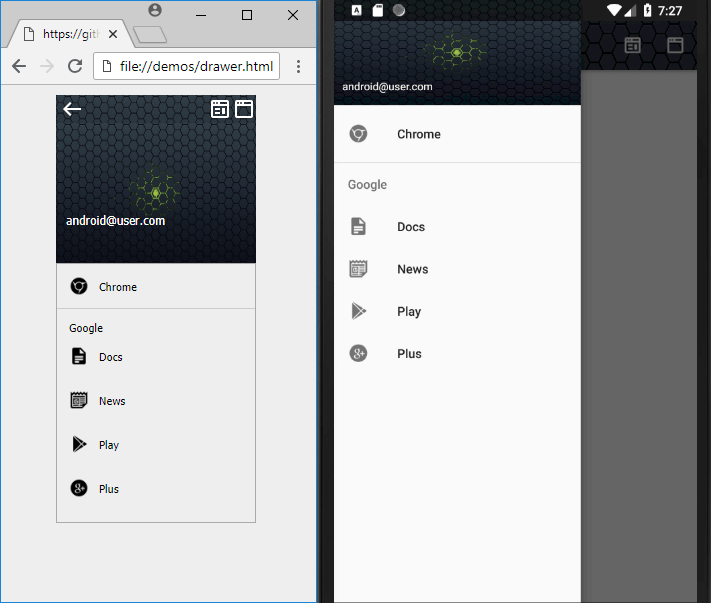 https://gitl
file://demos/drawer.html
android@user.com
Chrome
Google
Docs
News
Play
Plus
A
7:27
android@user.com
Chrome
Google
Docs
News
Play
Plus